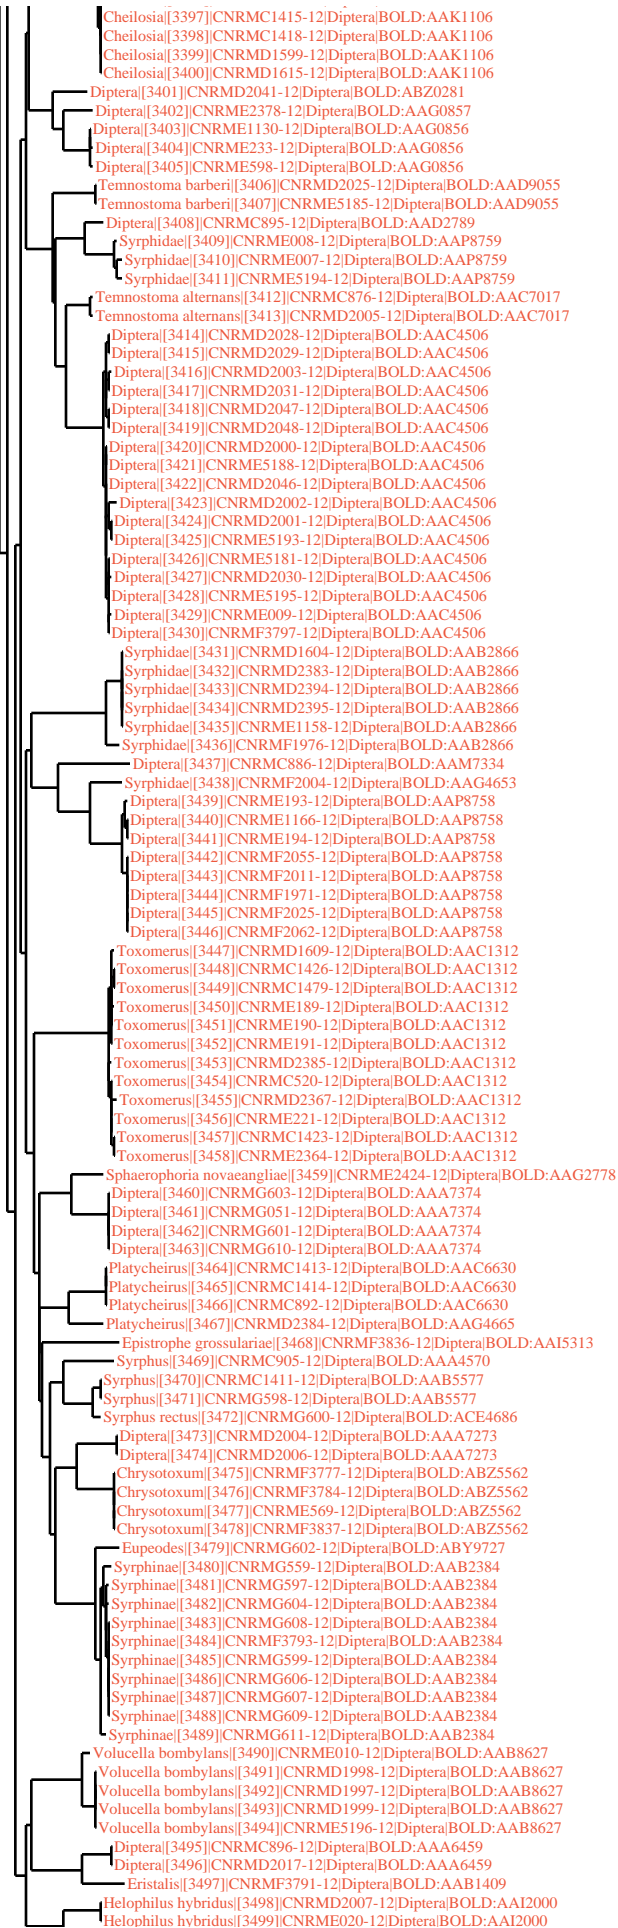 Cheilosia|[3397]|CNRMC1415-12|Diptera|BOLD:AAK1106
Cheilosia|[3398]|CNRMC1418-12|Diptera|BOLD:AAK1106
Cheilosia|[3399]|CNRMD1599-12|Diptera|BOLD:AAK1106
Cheilosia|[3400]|CNRMD1615-12|Diptera|BOLD:AAK1106
Diptera|[3401]|CNRMD2041-12|Diptera|BOLD:ABZ0281
Diptera|[3402]|CNRME2378-12|Diptera|BOLD:AAG0857
Diptera|[3403]|CNRME1130-12|Diptera|BOLD:AAG0856
Diptera|[3404]|CNRME233-12|Diptera|BOLD:AAG0856
Diptera|[3405]|CNRME598-12|Diptera|BOLD:AAG0856
Temnostoma barberi|[3406]|CNRMD2025-12|Diptera|BOLD:AAD9055
Temnostoma barberi|[3407]|CNRME5185-12|Diptera|BOLD:AAD9055
Diptera|[3408]|CNRMC895-12|Diptera|BOLD:AAD2789
Syrphidae|[3409]|CNRME008-12|Diptera|BOLD:AAP8759
Syrphidae|[3410]|CNRME007-12|Diptera|BOLD:AAP8759
Syrphidae|[3411]|CNRME5194-12|Diptera|BOLD:AAP8759
Temnostoma alternans|[3412]|CNRMC876-12|Diptera|BOLD:AAC7017
Temnostoma alternans|[3413]|CNRMD2005-12|Diptera|BOLD:AAC7017
Diptera|[3414]|CNRMD2028-12|Diptera|BOLD:AAC4506
Diptera|[3415]|CNRMD2029-12|Diptera|BOLD:AAC4506
Diptera|[3416]|CNRMD2003-12|Diptera|BOLD:AAC4506
Diptera|[3417]|CNRMD2031-12|Diptera|BOLD:AAC4506
Diptera|[3418]|CNRMD2047-12|Diptera|BOLD:AAC4506
Diptera|[3419]|CNRMD2048-12|Diptera|BOLD:AAC4506
Diptera|[3420]|CNRMD2000-12|Diptera|BOLD:AAC4506
Diptera|[3421]|CNRME5188-12|Diptera|BOLD:AAC4506
Diptera|[3422]|CNRMD2046-12|Diptera|BOLD:AAC4506
Diptera|[3423]|CNRMD2002-12|Diptera|BOLD:AAC4506
Diptera|[3424]|CNRMD2001-12|Diptera|BOLD:AAC4506
Diptera|[3425]|CNRME5193-12|Diptera|BOLD:AAC4506
Diptera|[3426]|CNRME5181-12|Diptera|BOLD:AAC4506
Diptera|[3427]|CNRMD2030-12|Diptera|BOLD:AAC4506
Diptera|[3428]|CNRME5195-12|Diptera|BOLD:AAC4506
Diptera|[3429]|CNRME009-12|Diptera|BOLD:AAC4506
Diptera|[3430]|CNRMF3797-12|Diptera|BOLD:AAC4506
Syrphidae|[3431]|CNRMD1604-12|Diptera|BOLD:AAB2866
Syrphidae|[3432]|CNRMD2383-12|Diptera|BOLD:AAB2866
Syrphidae|[3433]|CNRMD2394-12|Diptera|BOLD:AAB2866
Syrphidae|[3434]|CNRMD2395-12|Diptera|BOLD:AAB2866
Syrphidae|[3435]|CNRME1158-12|Diptera|BOLD:AAB2866
Syrphidae|[3436]|CNRMF1976-12|Diptera|BOLD:AAB2866
Diptera|[3437]|CNRMC886-12|Diptera|BOLD:AAM7334
Syrphidae|[3438]|CNRMF2004-12|Diptera|BOLD:AAG4653
Diptera|[3439]|CNRME193-12|Diptera|BOLD:AAP8758
Diptera|[3440]|CNRME1166-12|Diptera|BOLD:AAP8758
Diptera|[3441]|CNRME194-12|Diptera|BOLD:AAP8758
Diptera|[3442]|CNRMF2055-12|Diptera|BOLD:AAP8758
Diptera|[3443]|CNRMF2011-12|Diptera|BOLD:AAP8758
Diptera|[3444]|CNRMF1971-12|Diptera|BOLD:AAP8758
Diptera|[3445]|CNRMF2025-12|Diptera|BOLD:AAP8758
Diptera|[3446]|CNRMF2062-12|Diptera|BOLD:AAP8758
Toxomerus|[3447]|CNRMD1609-12|Diptera|BOLD:AAC1312
Toxomerus|[3448]|CNRMC1426-12|Diptera|BOLD:AAC1312
Toxomerus|[3449]|CNRMC1479-12|Diptera|BOLD:AAC1312
Toxomerus|[3450]|CNRME189-12|Diptera|BOLD:AAC1312
Toxomerus|[3451]|CNRME190-12|Diptera|BOLD:AAC1312
Toxomerus|[3452]|CNRME191-12|Diptera|BOLD:AAC1312
Toxomerus|[3453]|CNRMD2385-12|Diptera|BOLD:AAC1312
Toxomerus|[3454]|CNRMC520-12|Diptera|BOLD:AAC1312
Toxomerus|[3455]|CNRMD2367-12|Diptera|BOLD:AAC1312
Toxomerus|[3456]|CNRME221-12|Diptera|BOLD:AAC1312
Toxomerus|[3457]|CNRMC1423-12|Diptera|BOLD:AAC1312
Toxomerus|[3458]|CNRME2364-12|Diptera|BOLD:AAC1312
Sphaerophoria novaeangliae|[3459]|CNRME2424-12|Diptera|BOLD:AAG2778
Diptera|[3460]|CNRMG603-12|Diptera|BOLD:AAA7374
Diptera|[3461]|CNRMG051-12|Diptera|BOLD:AAA7374
Diptera|[3462]|CNRMG601-12|Diptera|BOLD:AAA7374
Diptera|[3463]|CNRMG610-12|Diptera|BOLD:AAA7374
Platycheirus|[3464]|CNRMC1413-12|Diptera|BOLD:AAC6630
Platycheirus|[3465]|CNRMC1414-12|Diptera|BOLD:AAC6630
Platycheirus|[3466]|CNRMC892-12|Diptera|BOLD:AAC6630
Platycheirus|[3467]|CNRMD2384-12|Diptera|BOLD:AAG4665
Epistrophe grossulariae|[3468]|CNRMF3836-12|Diptera|BOLD:AAI5313
Syrphus|[3469]|CNRMC905-12|Diptera|BOLD:AAA4570
Syrphus|[3470]|CNRMC1411-12|Diptera|BOLD:AAB5577
Syrphus|[3471]|CNRMG598-12|Diptera|BOLD:AAB5577
Syrphus rectus|[3472]|CNRMG600-12|Diptera|BOLD:ACE4686
Diptera|[3473]|CNRMD2004-12|Diptera|BOLD:AAA7273
Diptera|[3474]|CNRMD2006-12|Diptera|BOLD:AAA7273
Chrysotoxum|[3475]|CNRMF3777-12|Diptera|BOLD:ABZ5562
Chrysotoxum|[3476]|CNRMF3784-12|Diptera|BOLD:ABZ5562
Chrysotoxum|[3477]|CNRME569-12|Diptera|BOLD:ABZ5562
Chrysotoxum|[3478]|CNRMF3837-12|Diptera|BOLD:ABZ5562
Eupeodes|[3479]|CNRMG602-12|Diptera|BOLD:ABY9727
Syrphinae|[3480]|CNRMG559-12|Diptera|BOLD:AAB2384
Syrphinae|[3481]|CNRMG597-12|Diptera|BOLD:AAB2384
Syrphinae|[3482]|CNRMG604-12|Diptera|BOLD:AAB2384
Syrphinae|[3483]|CNRMG608-12|Diptera|BOLD:AAB2384
Syrphinae|[3484]|CNRMF3793-12|Diptera|BOLD:AAB2384
Syrphinae|[3485]|CNRMG599-12|Diptera|BOLD:AAB2384
Syrphinae|[3486]|CNRMG606-12|Diptera|BOLD:AAB2384
Syrphinae|[3487]|CNRMG607-12|Diptera|BOLD:AAB2384
Syrphinae|[3488]|CNRMG609-12|Diptera|BOLD:AAB2384
Syrphinae|[3489]|CNRMG611-12|Diptera|BOLD:AAB2384
Volucella bombylans|[3490]|CNRME010-12|Diptera|BOLD:AAB8627
Volucella bombylans|[3491]|CNRMD1998-12|Diptera|BOLD:AAB8627
Volucella bombylans|[3492]|CNRMD1997-12|Diptera|BOLD:AAB8627
Volucella bombylans|[3493]|CNRMD1999-12|Diptera|BOLD:AAB8627
Volucella bombylans|[3494]|CNRME5196-12|Diptera|BOLD:AAB8627
Diptera|[3495]|CNRMC896-12|Diptera|BOLD:AAA6459
Diptera|[3496]|CNRMD2017-12|Diptera|BOLD:AAA6459
Eristalis|[3497]|CNRMF3791-12|Diptera|BOLD:AAB1409
Helophilus hybridus|[3498]|CNRMD2007-12|Diptera|BOLD:AAI2000
Helophilus hybridus|[3499]|CNRME020-12|Diptera|BOLD:AAI2000